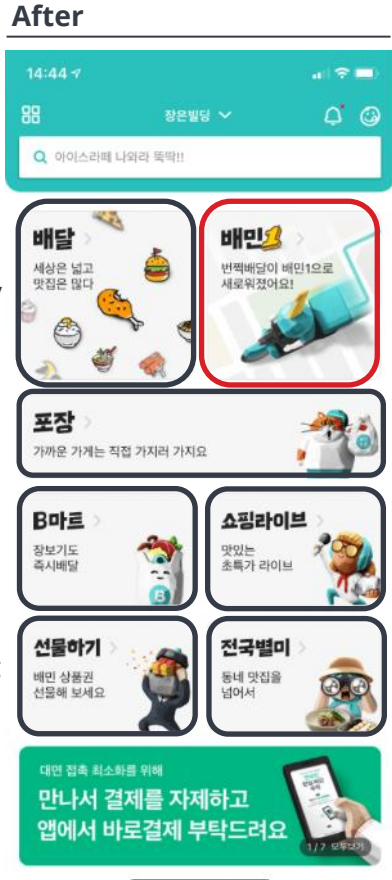 After
14:44
장은빌딩
아이스라떼 나와라 뚝딱!!
배달
세상은 넓고
맛집은 많다
배민1
번쩍배달이 배민1으로
새로워졌어요!
포장
가까운 가게는 직접 가지러 가지요
B마트
장보기도
즉시배달
B
쇼핑라이브
맛있는
초특가 라이브
선물하기
배민 상품권
선물해 보세요
전국별미
동네 맛집을
넘어서
대면 접촉 최소화를 위해
만나서 결제를 자제하고
앱에서 바로결제 부탁드려요
1/7 모두보기